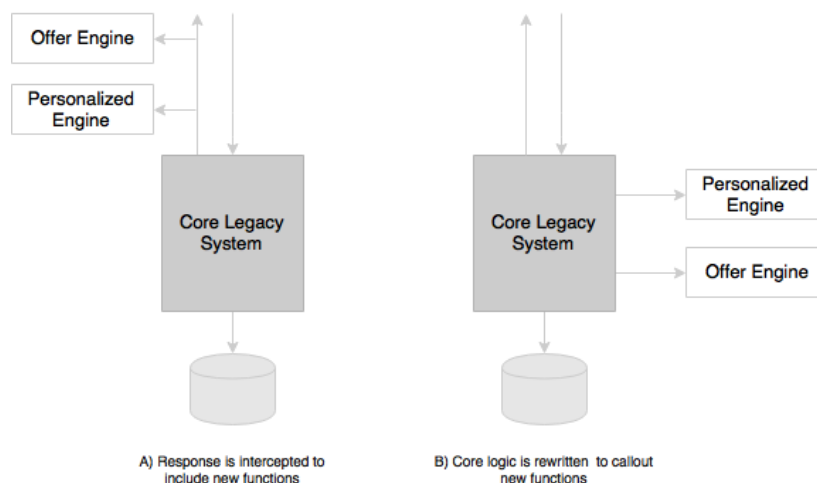 Offer Engine
Personalized
Engine
Core Legacy
System
A) Response is intercepted to
include new functions
Personalized
Engine
Offer Engine
Core Legacy
System
B) Core logic is rewritten  to callout
new functions